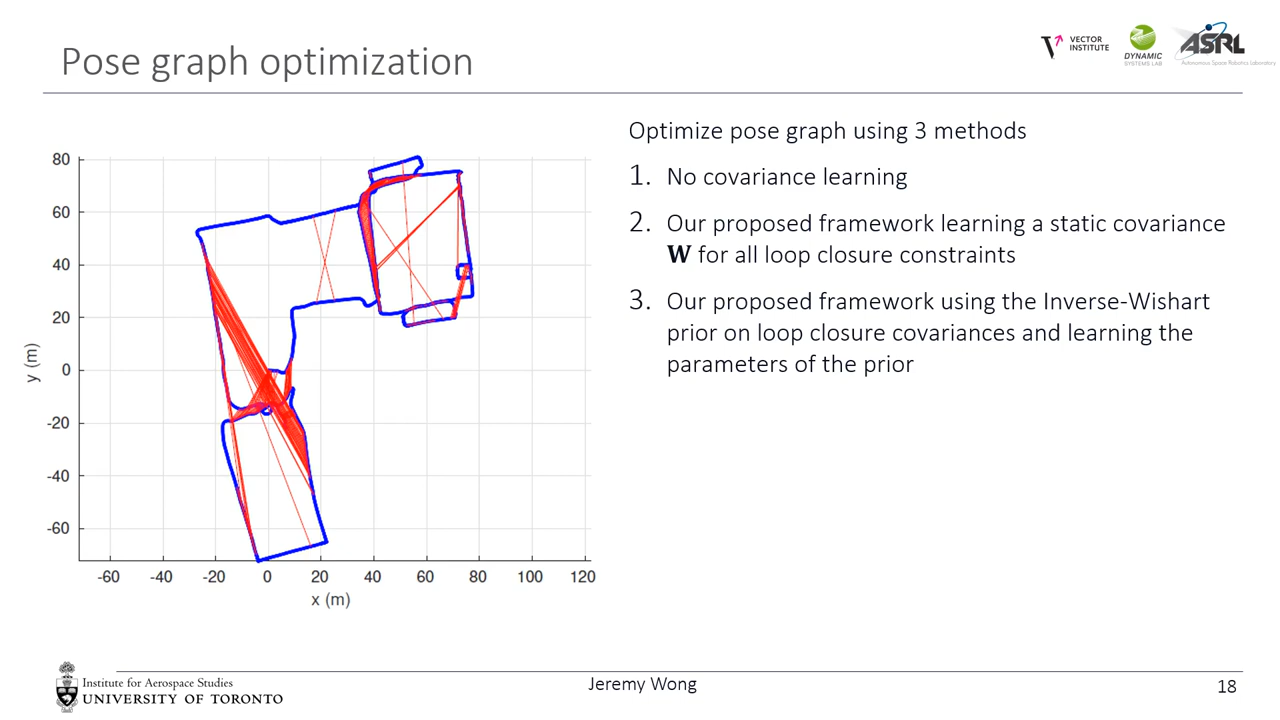 Pose graph optimization
VECTOR
INSTITUTE
DYNAMIC
SYSTEMS LAB
ASRL
Autonomous Space Robotics Laboratory
Optimize pose graph using 3 methods
1. No covariance learning
2. Our proposed framework learning a static covariance
W for all loop closure constraints
3. Our proposed framework using the Inverse-Wishart
prior on loop closure covariances and learning the
parameters of the prior
80
60
40
20
0
-20
-40
-60
y (m)
-60 -40 -20 0 20 40 60 80 100 120
x (m)
Institute for Aerospace Studies
UNIVERSITY OF TORONTO
Jeremy Wong
18